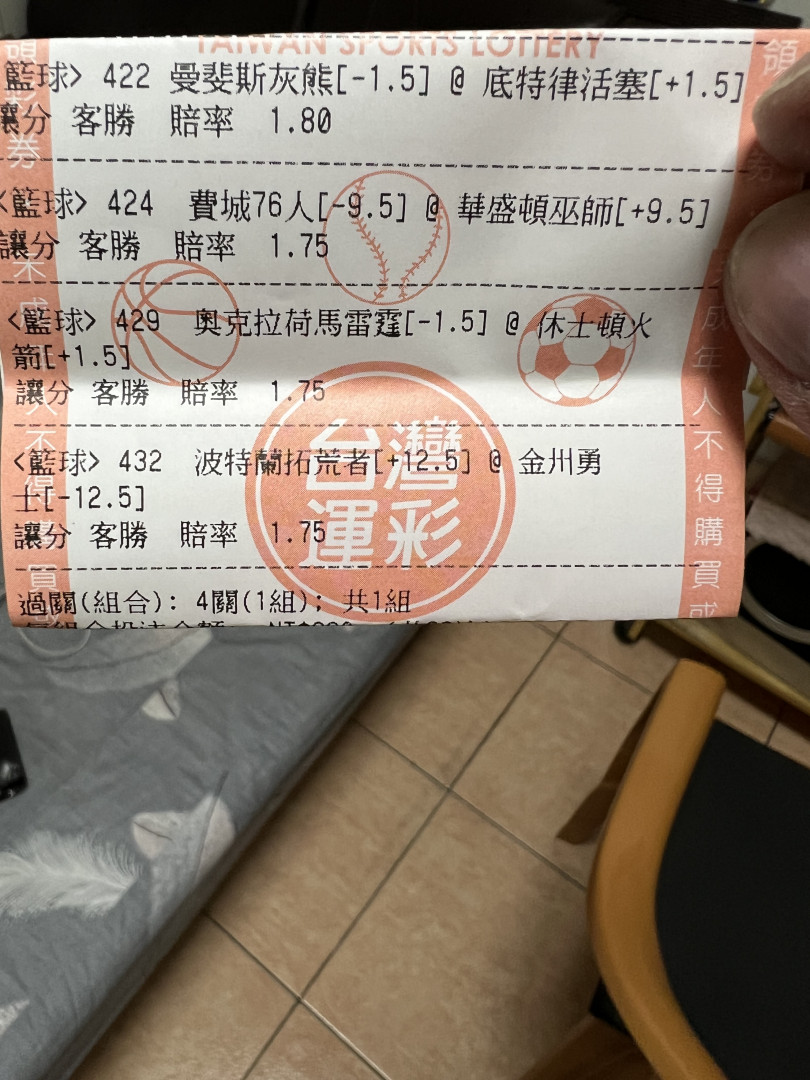 TAIWAN SPORTS LOTTERY
籃球> 422 曼斐斯灰熊[-1.5] @ 底特律活塞[+1.5]
讓分 客勝 賠率 1.80
<籃球> 424 費城76人[-9.5] @ 華盛頓巫師[+9.5]
讓分 客勝 賠率 1.75
<籃球> 429 奧克拉荷馬雷霆[-1.5] @ 休士頓火
箭[+1.5]
讓分 客勝 賠率 1.75
<籃球> 432 波特蘭拓荒者[+12.5] @ 金州勇
士[-12.5]
讓分 客勝 賠率 1.75
台灣
運彩
過關(組合): 4關(1組); 共1組
成年人不得購買或